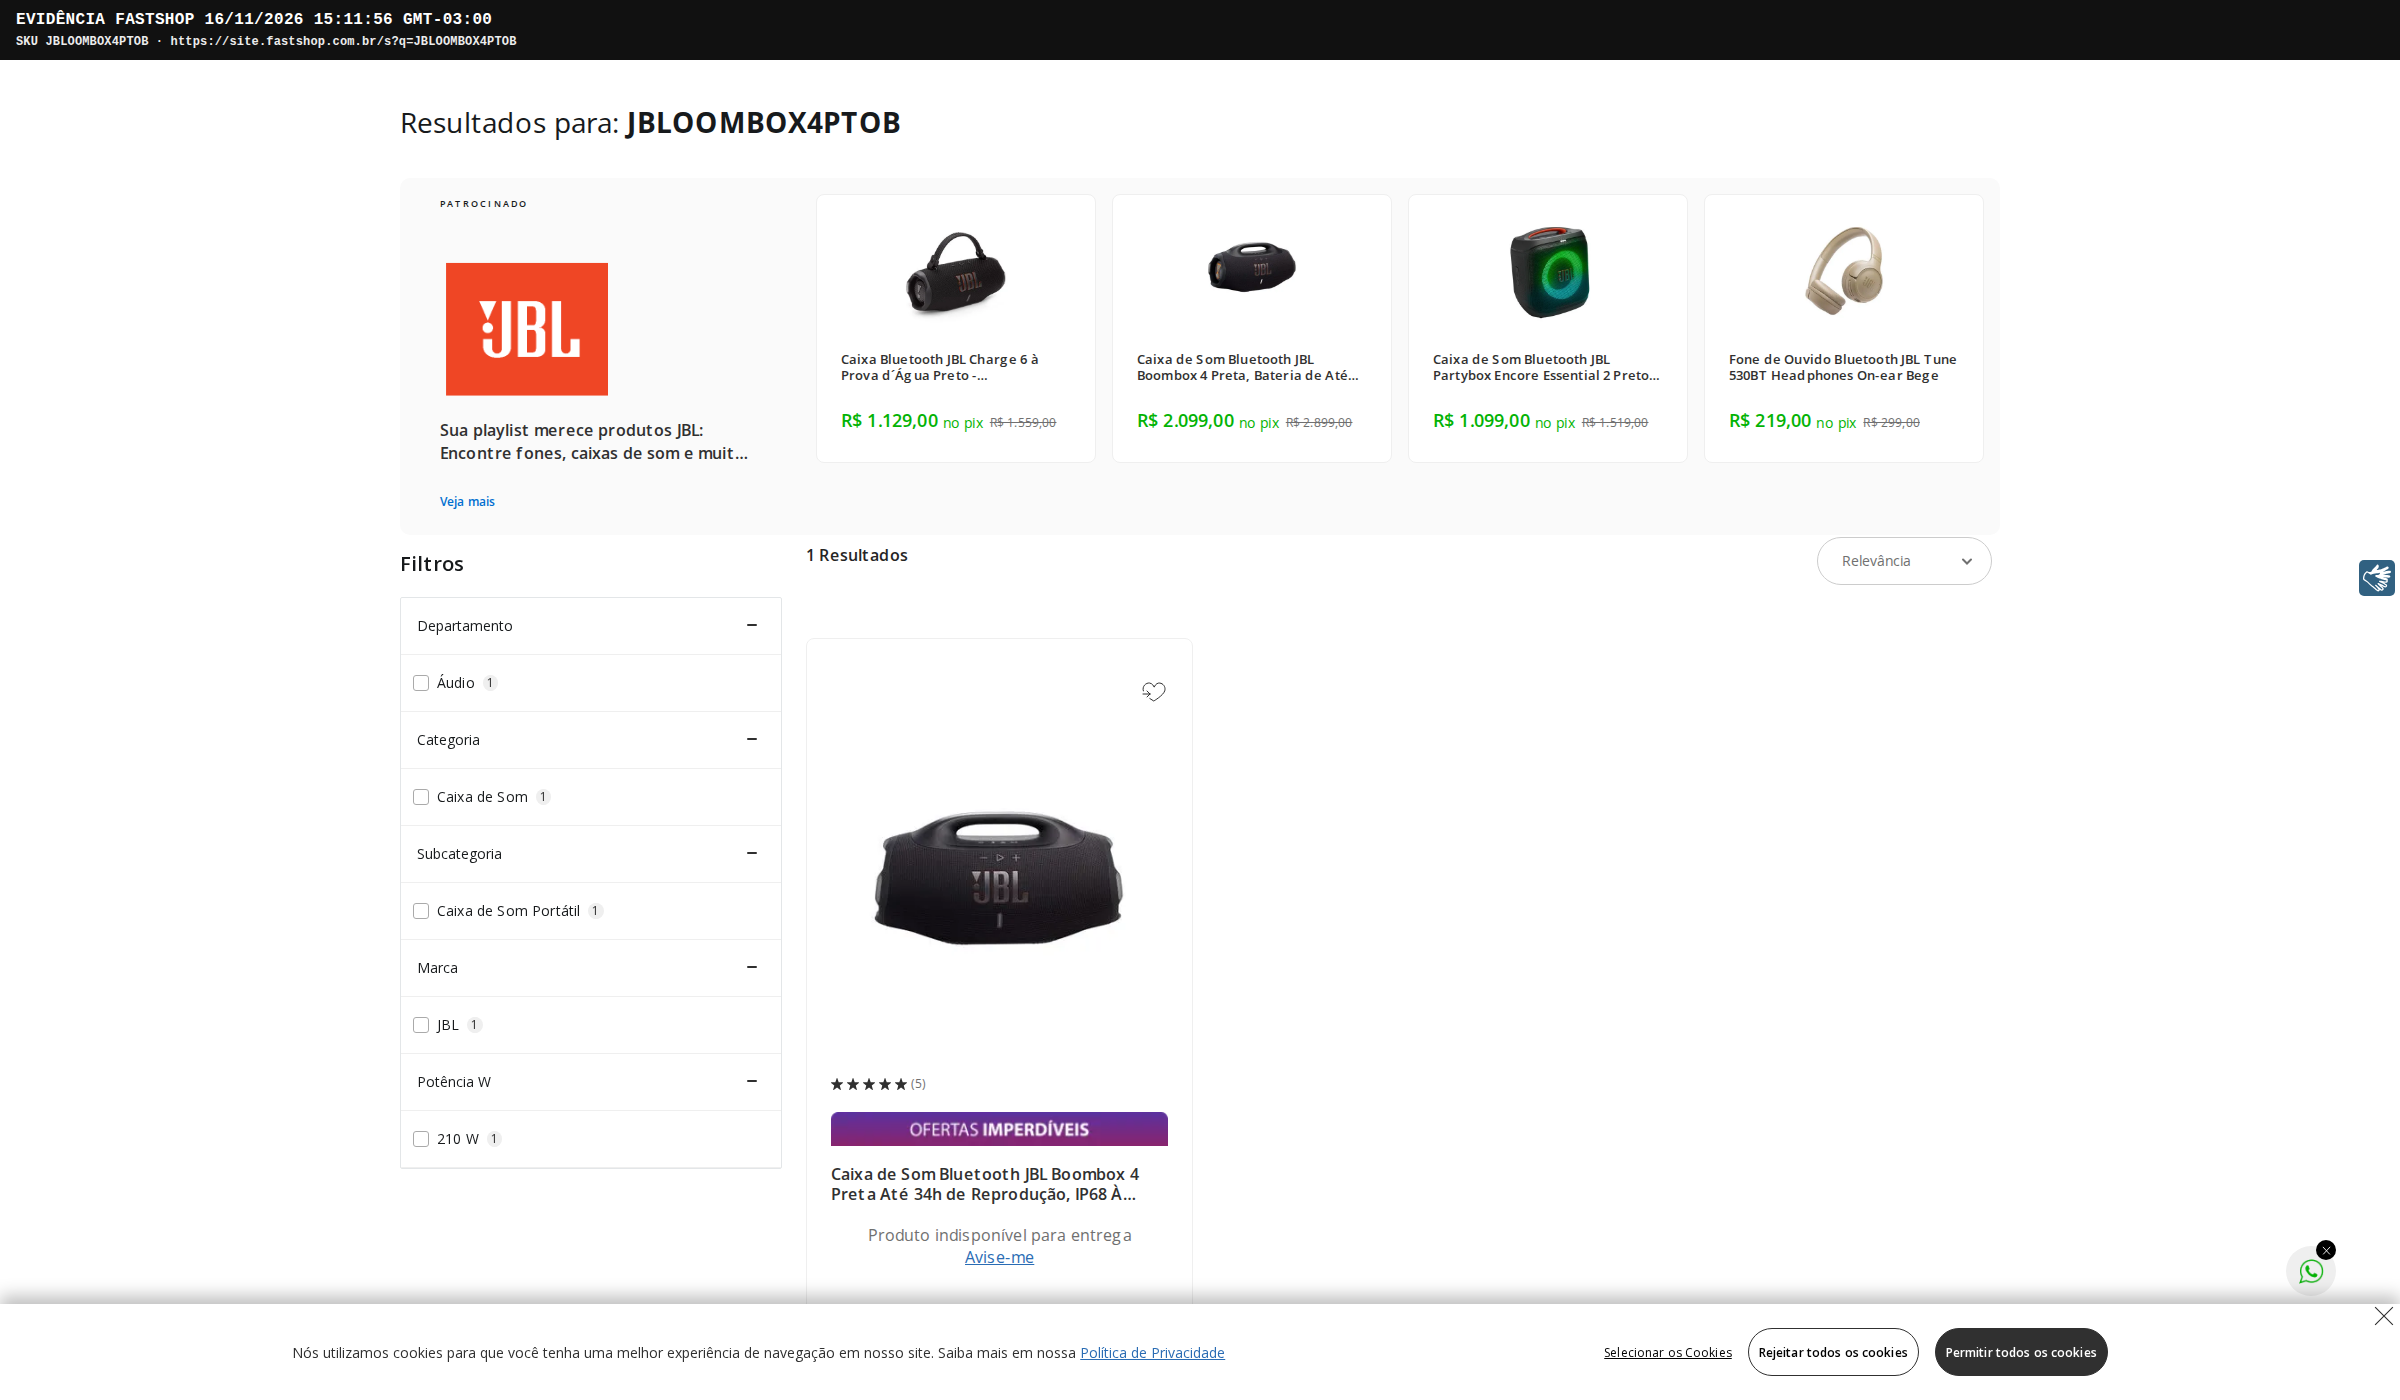 EVIDÊNCIA FASTSHOP 16/11/2026 15:11:56 GMT-03:00
SKU JBLOOMBOX4PTOB · https://site.fastshop.com.br/s?q=JBLOOMBOX4PTOB
Resultados para: JBLOOMBOX4PTOB
PATROCINADO
JBL
Sua playlist merece produtos JBL:
Encontre fones, caixas de som e muit...
Veja mais
Caixa Bluetooth JBL Charge 6 à
Prova d´Água Preto -...
R$ 1.129,00 no pix R$ 1.559,00
Caixa de Som Bluetooth JBL
Boombox 4 Preta, Bateria de Até...
R$ 2.099,00 no pix R$ 2.899,00
Caixa de Som Bluetooth JBL
Partybox Encore Essential 2 Preto...
R$ 1.099,00 no pix R$ 1.519,00
Fone de Ouvido Bluetooth JBL Tune
530BT Headphones On-ear Bege
R$ 219,00 no pix R$ 299,00
Filtros
Departamento
Áudio 1
Categoria
Caixa de Som 1
Subcategoria
Caixa de Som Portátil 1
Marca
JBL 1
Potência W
210 W 1
1 Resultados
Relevância
JBL
(5)
OFERTAS IMPERDÍVEIS
Caixa de Som Bluetooth JBL Boombox 4
Preta Até 34h de Reprodução, IP68 À...
Produto indisponível para entrega
Avise-me
Nós utilizamos cookies para que você tenha uma melhor experiência de navegação em nosso site. Saiba mais em nossa Política de Privacidade
Selecionar os Cookies
Rejeitar todos os cookies
Permitir todos os cookies